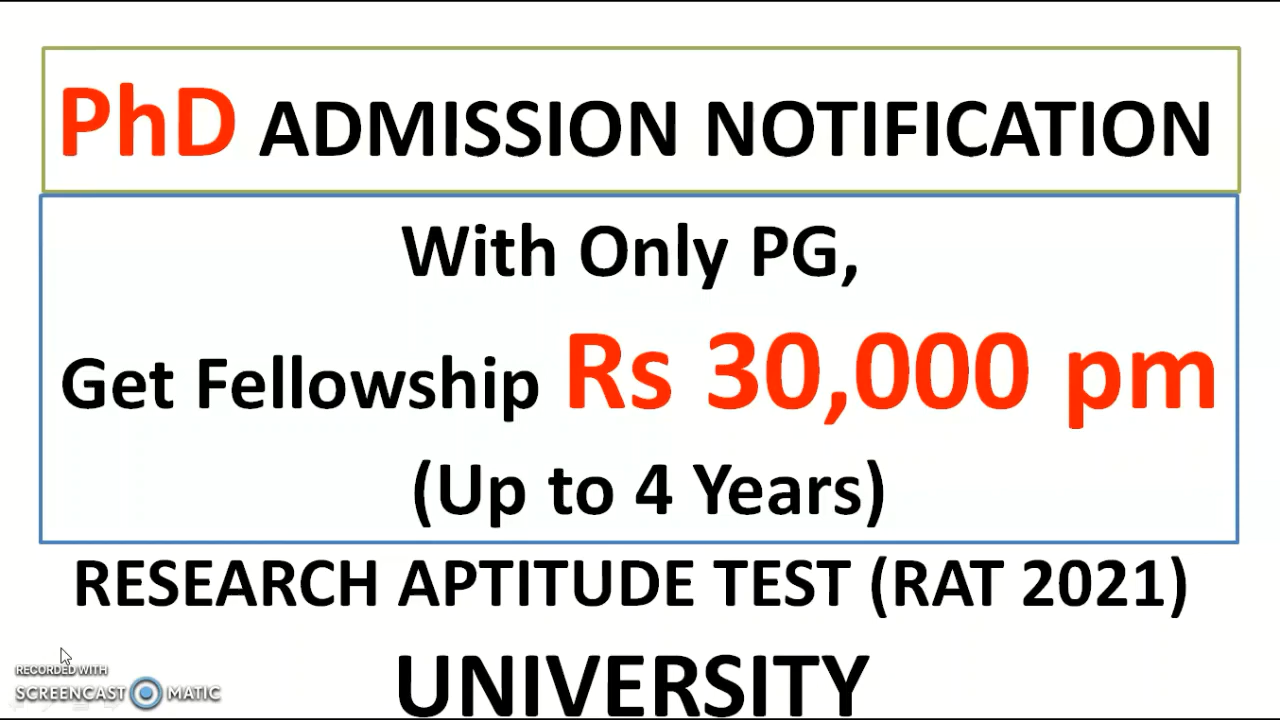 PhD ADMISSION NOTIFICATION
With Only PG,
Get Fellowship Rs 30,000 pm
(Up to 4 Years)
RESEARCH APTITUDE TEST (RAT 2021)
UNIVERSITY
RECORDED WITH
SCREENCAST MATIC